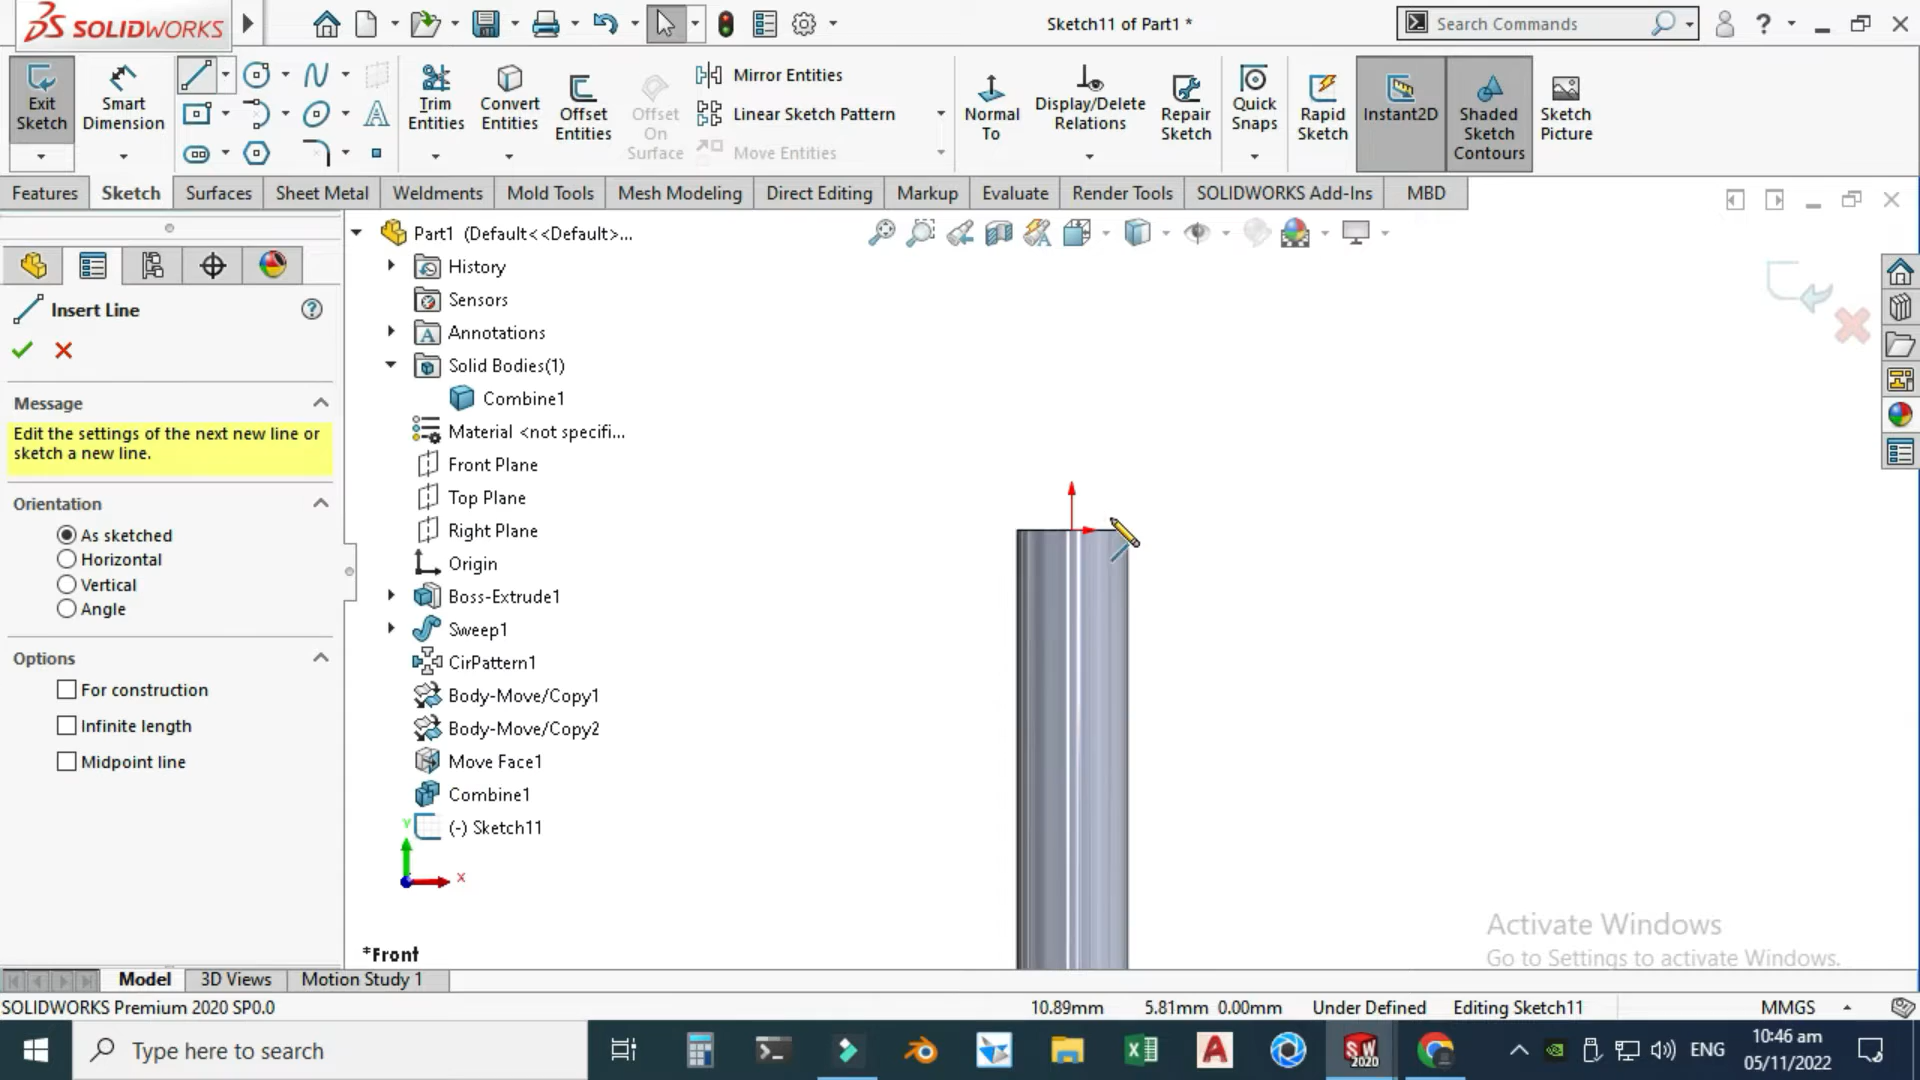 SOLIDWORKS
Sketch11 of Part1 *
Search Commands
Exit Sketch
Smart Dimension
Trim Entities
Convert Entities
Offset Entities
Offset On Surface
Mirror Entities
Linear Sketch Pattern
Move Entities
Normal To
Display/Delete Relations
Repair Sketch
Quick Snaps
Rapid Sketch
Instant2D
Shaded Sketch Contours
Sketch Picture
Features
Sketch
Surfaces
Sheet Metal
Weldments
Mold Tools
Mesh Modeling
Direct Editing
Markup
Evaluate
Render Tools
SOLIDWORKS Add-Ins
MBD
Insert Line
Message
Edit the settings of the next new line or
sketch a new line.
Orientation
As sketched
Horizontal
Vertical
Angle
Options
For construction
Infinite length
Midpoint line
Part1 (Default<<Default>...
History
Sensors
Annotations
Solid Bodies(1)
Combine1
Material <not specifi...
Front Plane
Top Plane
Right Plane
Origin
Boss-Extrude1
Sweep1
CirPattern1
Body-Move/Copy1
Body-Move/Copy2
Move Face1
Combine1
(-) Sketch11
Y
X
*Front
Activate Windows
Go to Settings to activate Windows.
Model
3D Views
Motion Study 1
SOLIDWORKS Premium 2020 SP0.0
10.89mm
5.81mm
0.00mm
Under Defined
Editing Sketch11
MMGS
Type here to search
SW
2020
ENG
10:46 am
05/11/2022